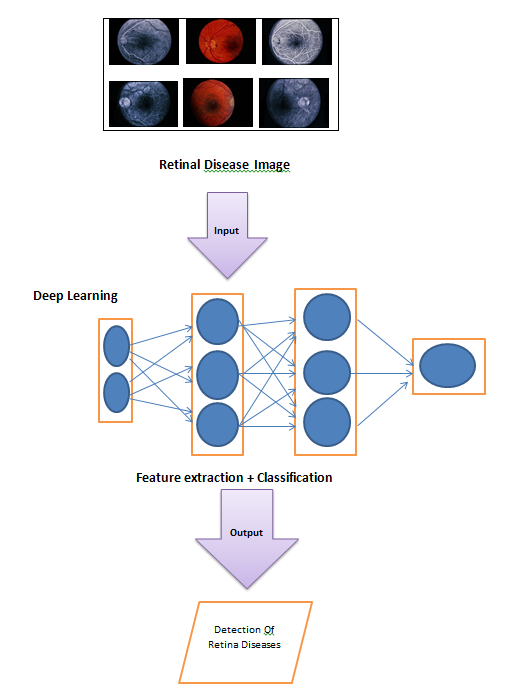 Retinal Disease Image
Input
Deep Learning
Feature extraction + Classification
Output
Detection Of
Retina Diseases